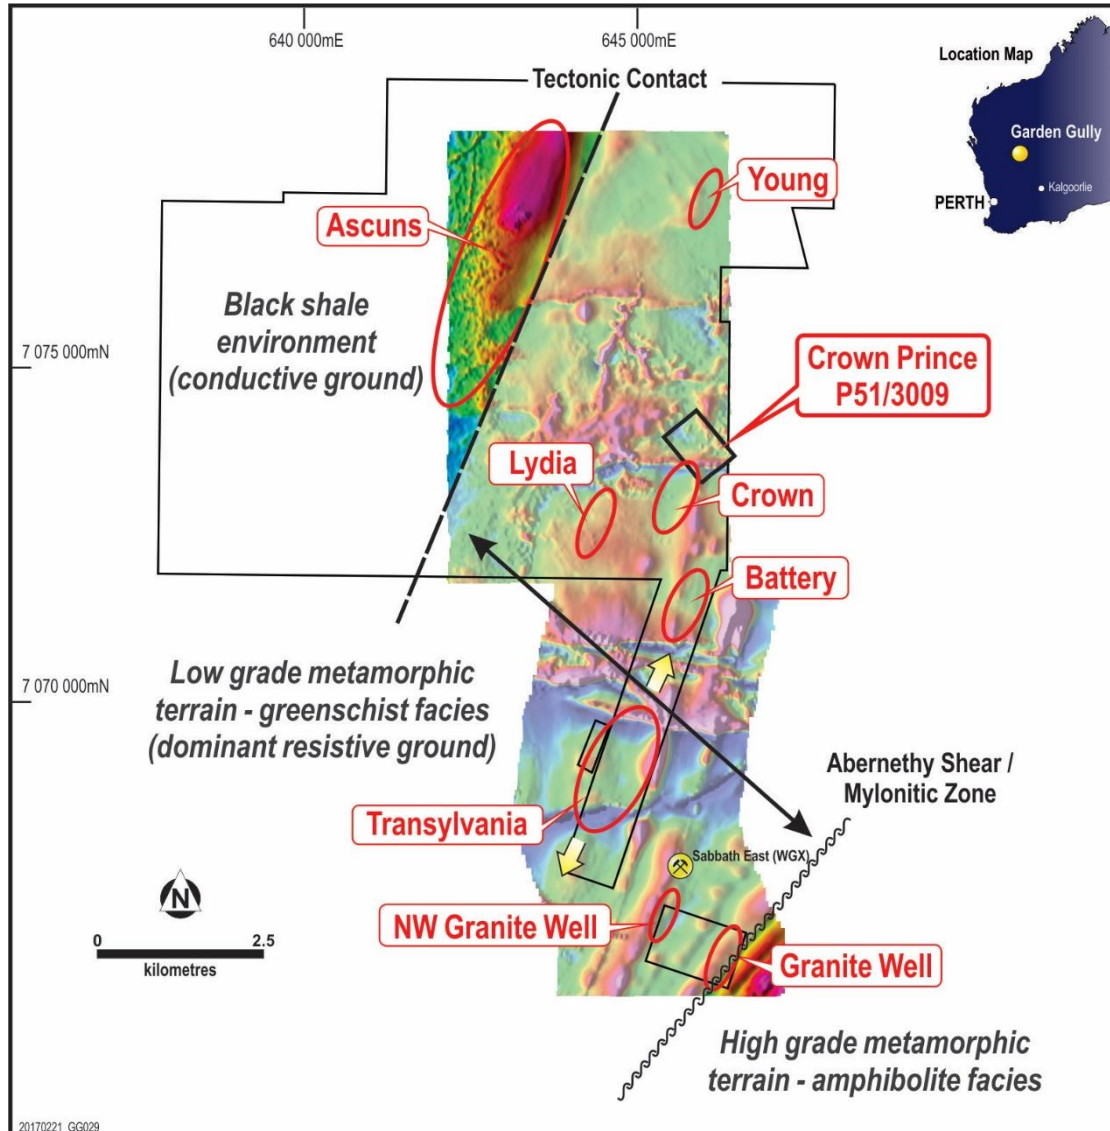 640 000mE
645 000mE
Tectonic Contact
Location Map
Garden Gully
Kalgoorlie
PERTH
Young
Ascuns
Black shale
environment
(conductive ground)
7 075 000mN
Crown Prince
P51/3009
Lydia
Crown
Battery
7 070 000mN
Low grade metamorphic
terrain - greenschist facies
(dominant resistive ground)
Abernethy Shear /
Mylonitic Zone
Transylvania
Sabbath East (WGX)
N
0
2.5
kilometres
NW Granite Well
Granite Well
High grade metamorphic
terrain - amphibolite facies
20170221_GG029